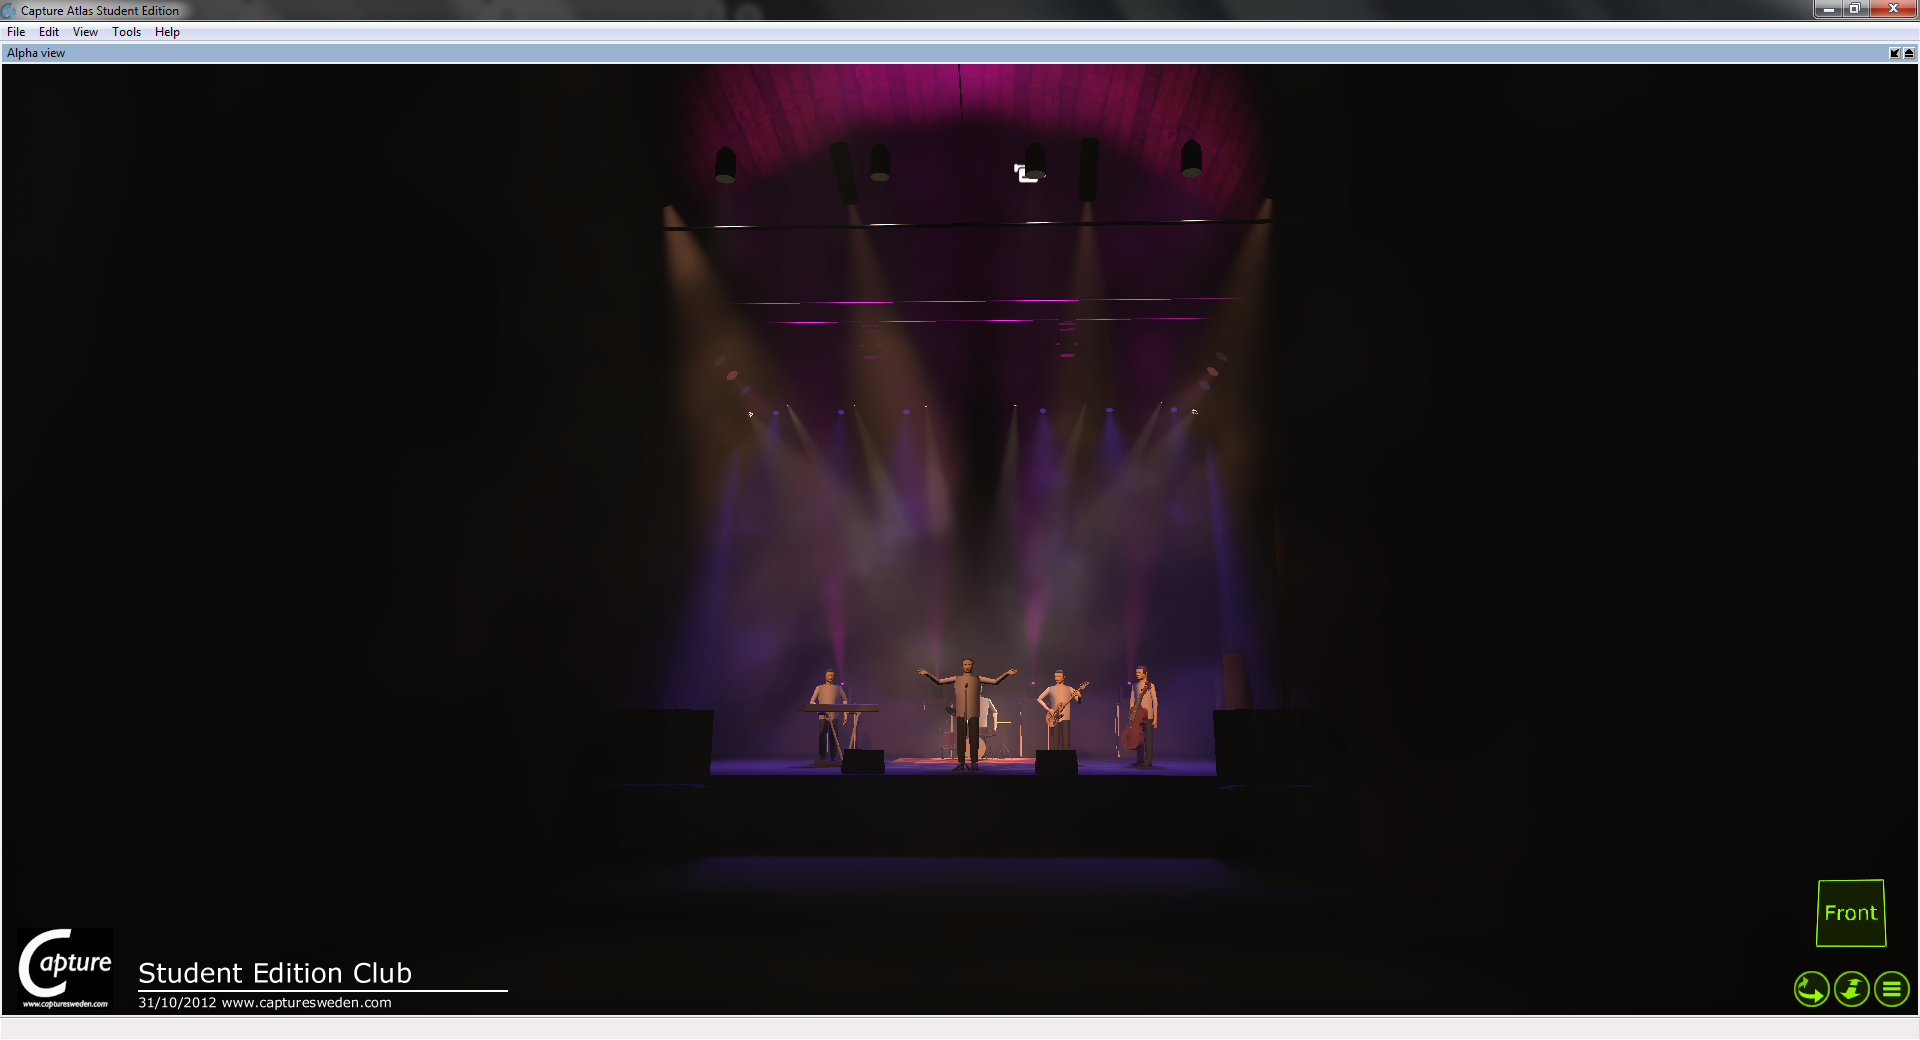 Capture Atlas Student Edition
File Edit View Tools Help
Alpha view
Front
Capture
www.capturesweden.com
Student Edition Club
31/10/2012 www.capturesweden.com